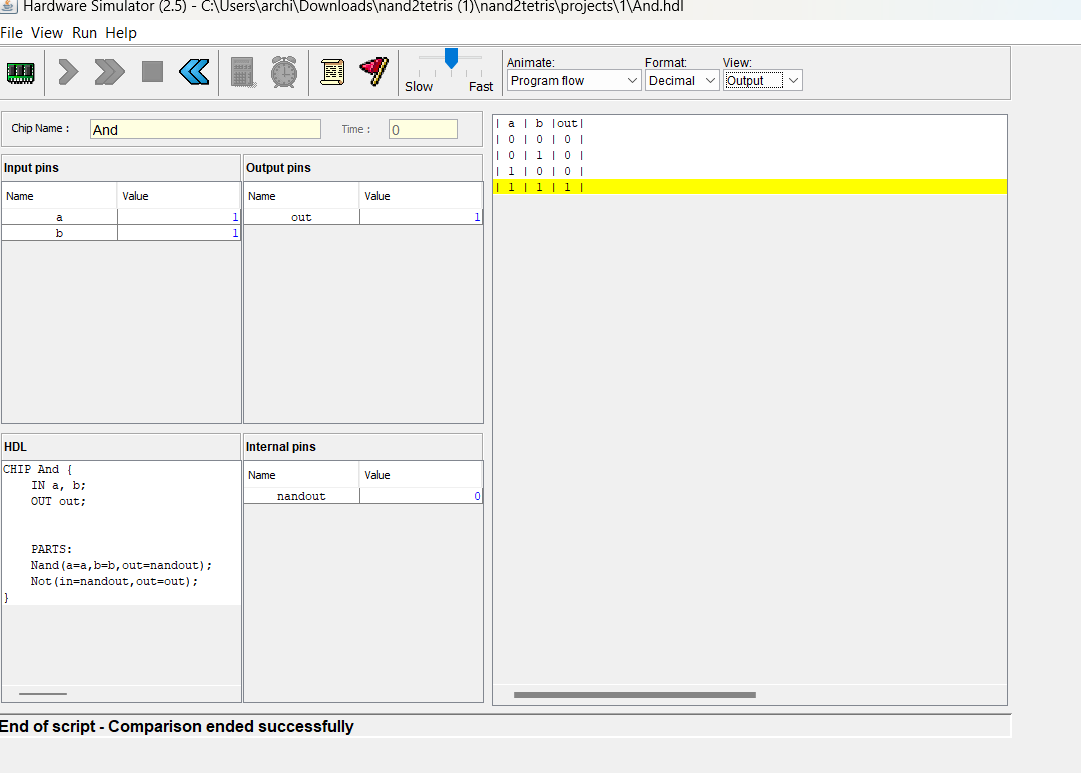 Hardware Simulator (2.5) - C:\Users\archi\Downloads\nand2tetris (1)\nand2tetris\projects\1\And.hdl
File View Run Help
Animate: Format: View:
Program flow Decimal Output
Slow Fast
Chip Name : And Time : 0
Input pins
Name Value
a 1
b 1
Output pins
Name Value
out 1
HDL
CHIP And {
    IN a, b;
    OUT out;
    PARTS:
    Nand(a=a,b=b,out=nandout);
    Not(in=nandout,out=out);
}
Internal pins
Name Value
nandout 0
| a | b |out|
| 0 | 0 | 0 |
| 0 | 1 | 0 |
| 1 | 0 | 0 |
| 1 | 1 | 1 |
End of script - Comparison ended successfully